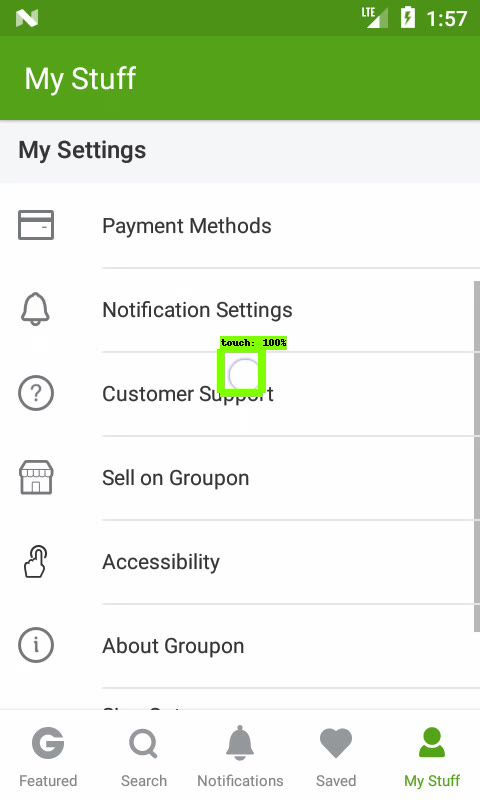 LTE 1:57
My Stuff
My Settings
Payment Methods
Notification Settings
touch: 100%
Customer Support
Sell on Groupon
Accessibility
About Groupon
Featured Search Notifications Saved My Stuff